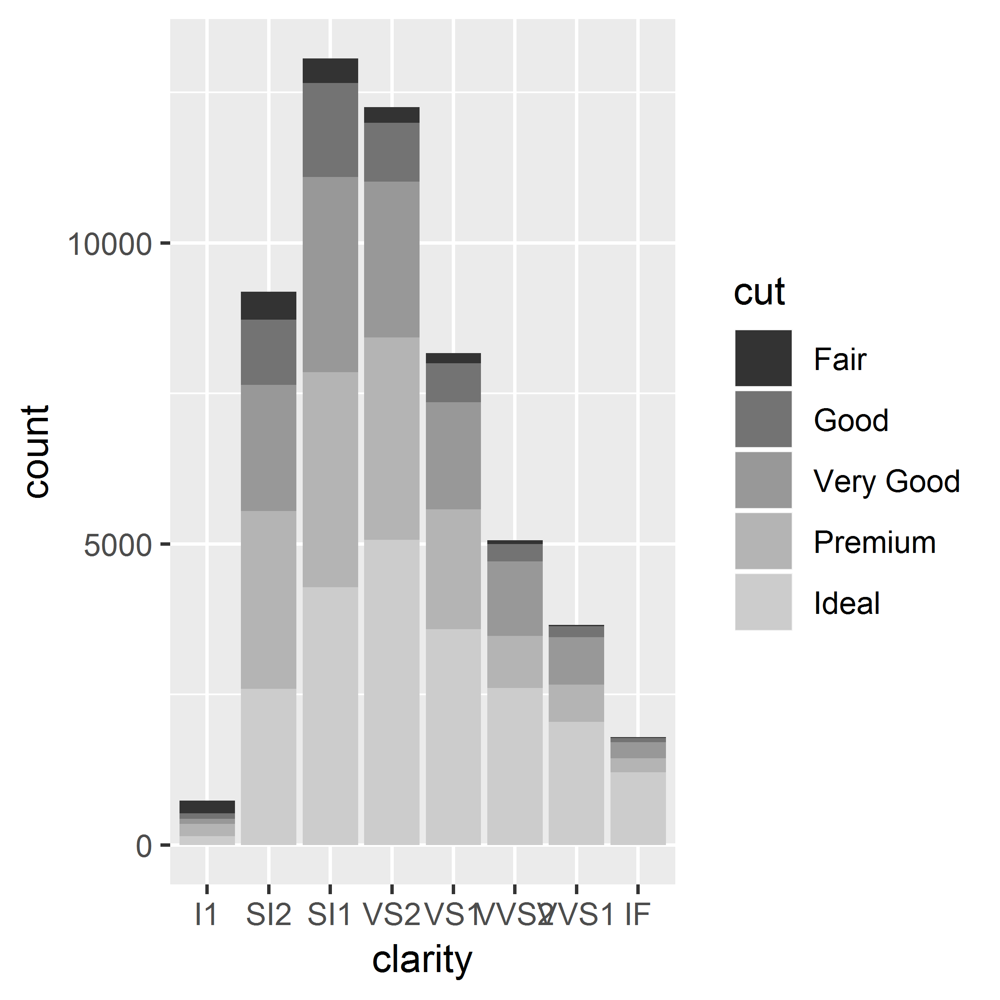 10000
5000
0
count
I1 SI2 SI1 VS2 VS1 VVS2 VVS1 IF
clarity
cut
Fair
Good
Very Good
Premium
Ideal